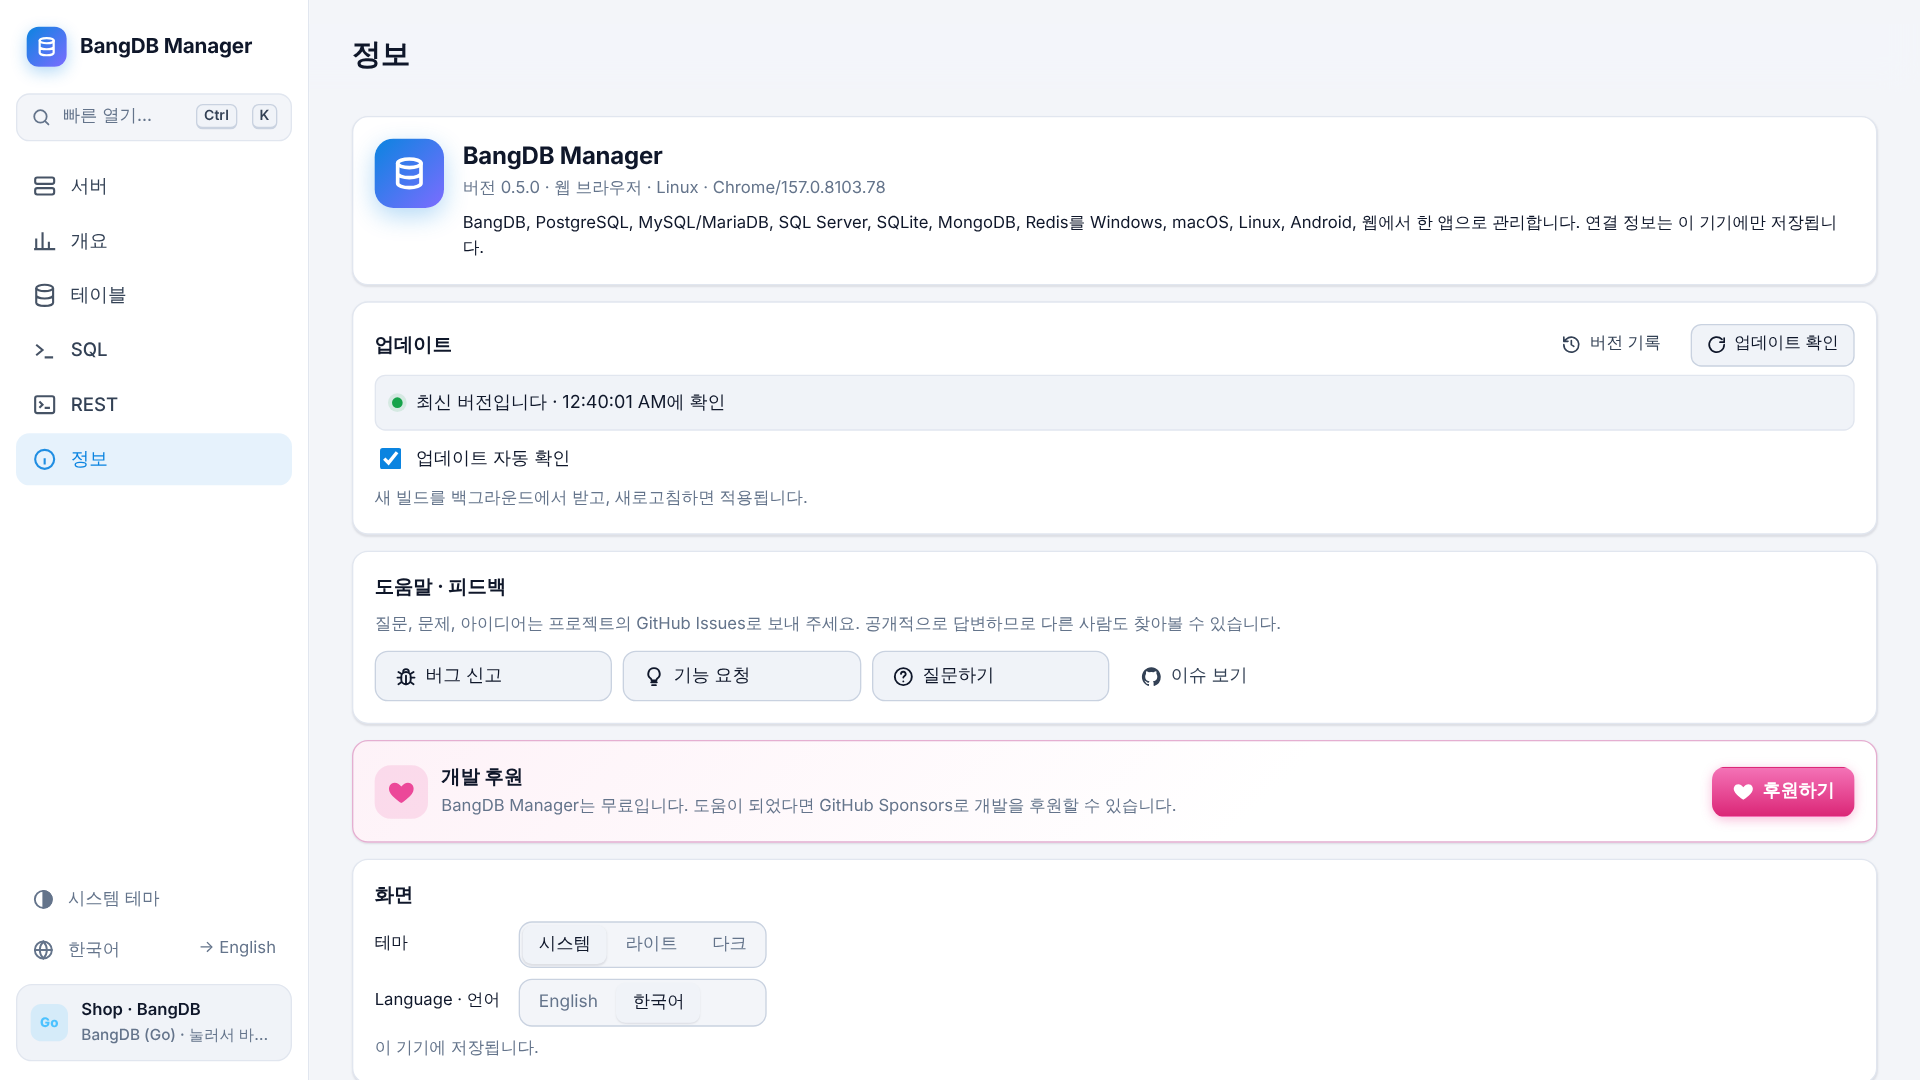 BangDB Manager
빠른 열기... Ctrl K
서버
개요
테이블
SQL
REST
정보
시스템 테마
한국어 → English
Go
Shop · BangDB
BangDB (Go) · 눌러서 바...
정보
BangDB Manager
버전 0.5.0 · 웹 브라우저 · Linux · Chrome/157.0.8103.78
BangDB, PostgreSQL, MySQL/MariaDB, SQL Server, SQLite, MongoDB, Redis를 Windows, macOS, Linux, Android, 웹에서 한 앱으로 관리합니다. 연결 정보는 이 기기에만 저장됩니
다.
업데이트
버전 기록
업데이트 확인
최신 버전입니다 · 12:40:01 AM에 확인
업데이트 자동 확인
새 빌드를 백그라운드에서 받고, 새로고침하면 적용됩니다.
도움말 · 피드백
질문, 문제, 아이디어는 프로젝트의 GitHub Issues로 보내 주세요. 공개적으로 답변하므로 다른 사람도 찾아볼 수 있습니다.
버그 신고
기능 요청
질문하기
이슈 보기
개발 후원
BangDB Manager는 무료입니다. 도움이 되었다면 GitHub Sponsors로 개발을 후원할 수 있습니다.
후원하기
화면
테마
시스템 라이트 다크
Language · 언어
English 한국어
이 기기에 저장됩니다.